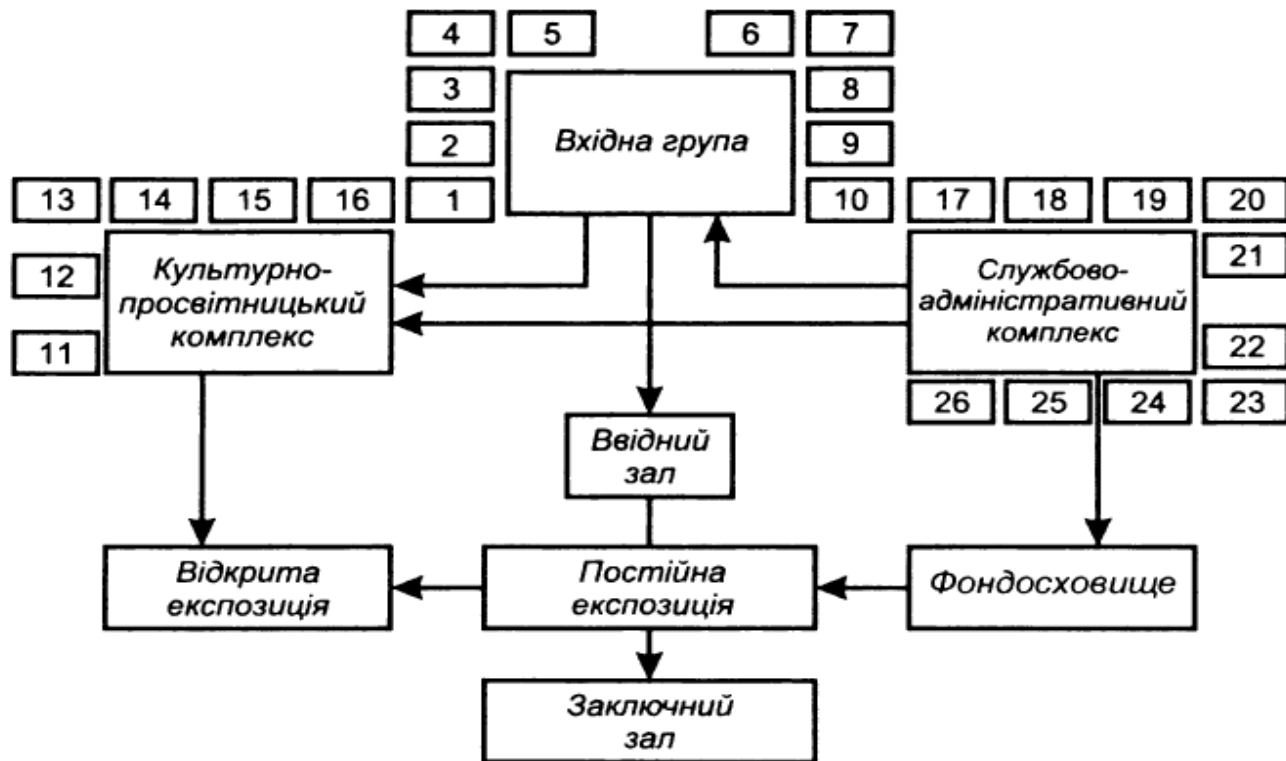 4 5 6 7
3 8
Вхідна група
2 9
13 14 15 16 1 10 17 18 19 20
Культурно-
просвітницький
комплекс
12
11
Службово-
адміністративний
комплекс
21
22
26 25 24 23
Ввідний
зал
Відкрита
експозиція
Постійна
експозиція
Фондосховище
Заключний
зал